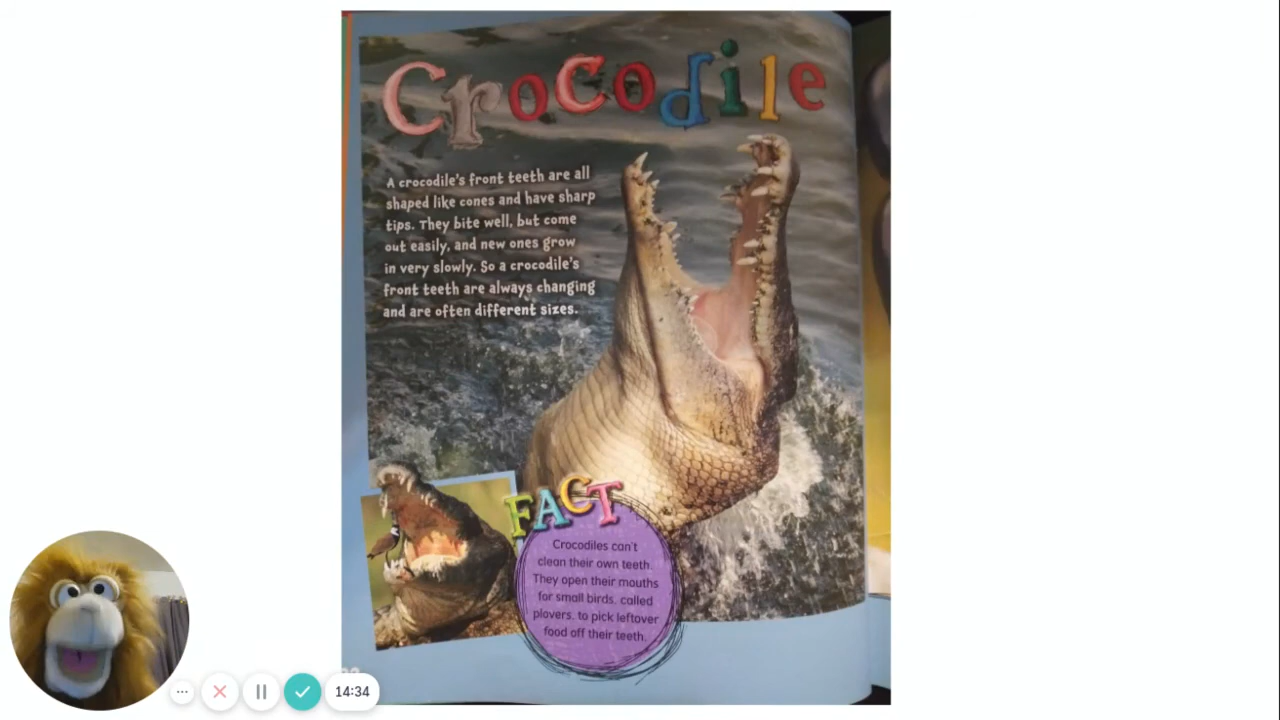 Crocodile
A crocodile's front teeth are all
shaped like cones and have sharp
tips. They bite well, but come
out easily, and new ones grow
in very slowly. So a crocodile's
front teeth are always changing
and are often different sizes.
FACT
Crocodiles can't
clean their own teeth.
They open their mouths
for small birds, called
plovers, to pick leftover
food off their teeth.
14:34